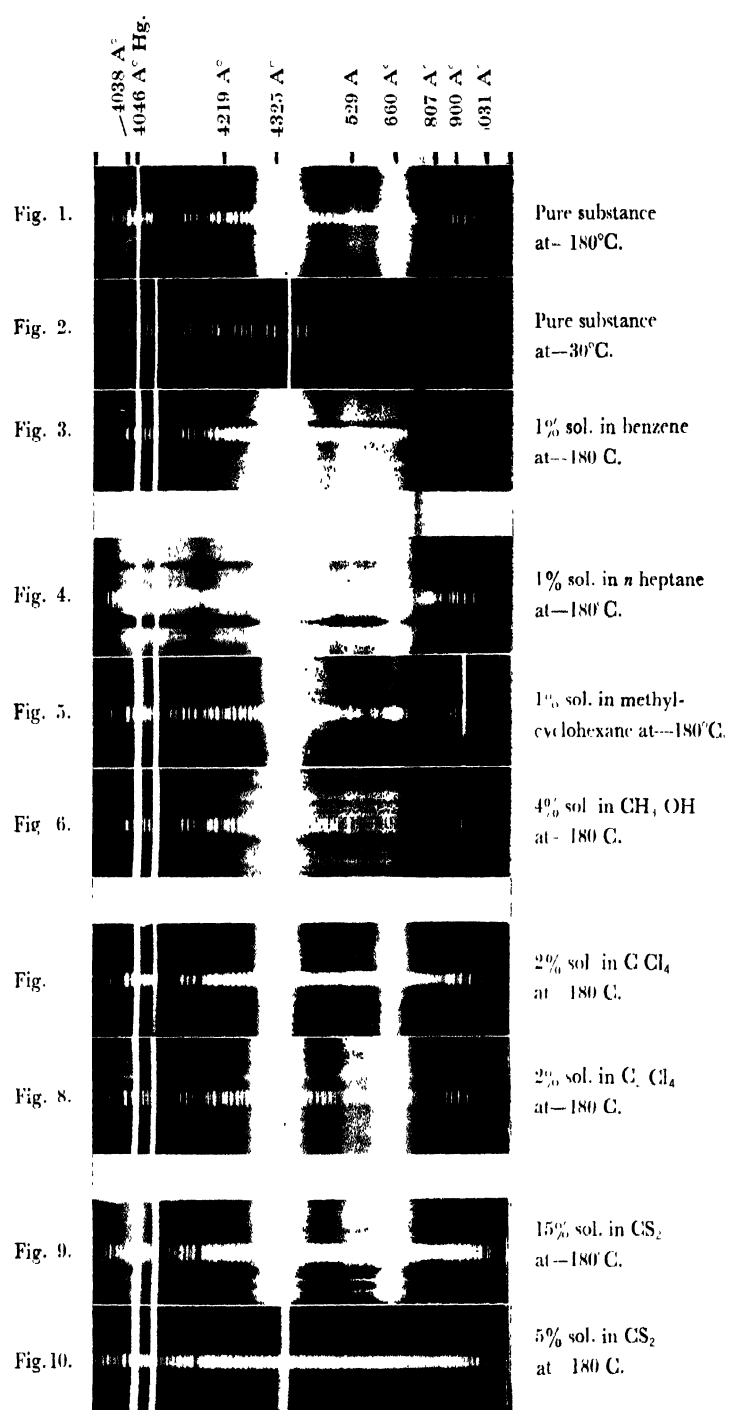 4038 A°
4046 A° Hg.
4219 A°
4325 A°
529 A
660 A°
807 A
900 A°
031 A
Fig. 1.
Pure substance
at- 180°C.
Fig. 2.
Pure substance
at—30°C.
Fig. 3.
1% sol. in benzene
at—180 C.
Fig. 4.
1% sol. in n heptane
at—180°C.
Fig. 5.
1% sol. in methyl-
cyclohexane at—180°C.
Fig 6.
4% sol in CH, OH
at - 180 C.
Fig.
2% sol in C Cl4
at 180 C.
Fig. 8.
2% sol. in C Cl4
at—180 C.
Fig. 9.
15% sol. in CS2
at—180°C.
Fig.10.
5% sol. in CS2
at 180 C.